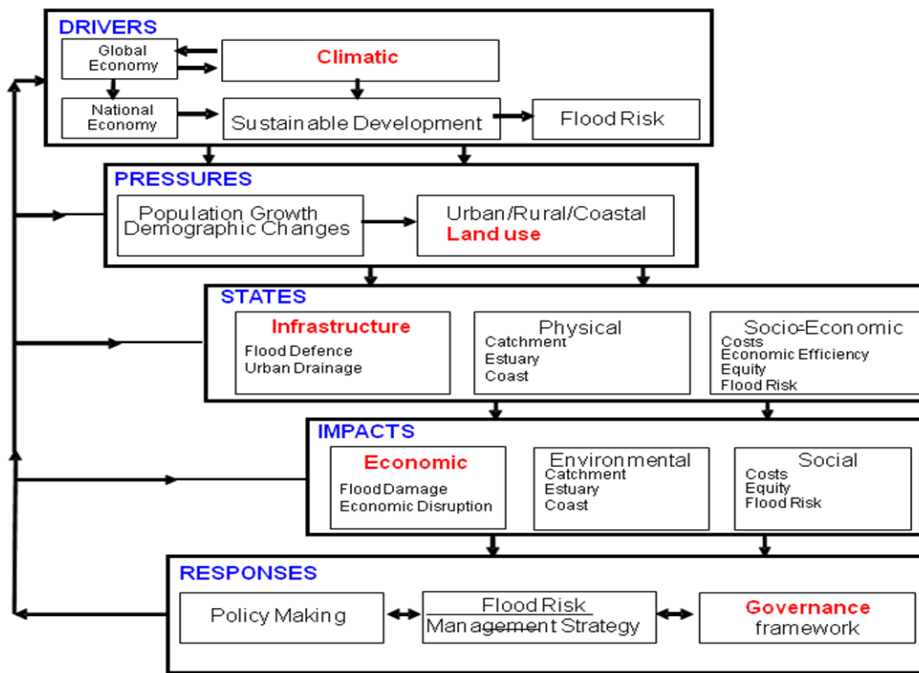 DRIVERS
Global
Economy
Climatic
National
Economy
Sustainable Development
Flood Risk
PRESSURES
Population Growth
Demographic Changes
Urban/Rural/Coastal
Land use
STATES
Infrastructure
Flood Defence
Urban Drainage
Physical
Catchment
Estuary
Coast
Socio-Economic
Costs
Economic Efficiency
Equity
Flood Risk
IMPACTS
Economic
Flood Damage
Economic Disruption
Environmental
Catchment
Estuary
Coast
Social
Costs
Equity
Flood Risk
RESPONSES
Policy Making
Flood Risk
Management Strategy
Governance
framework